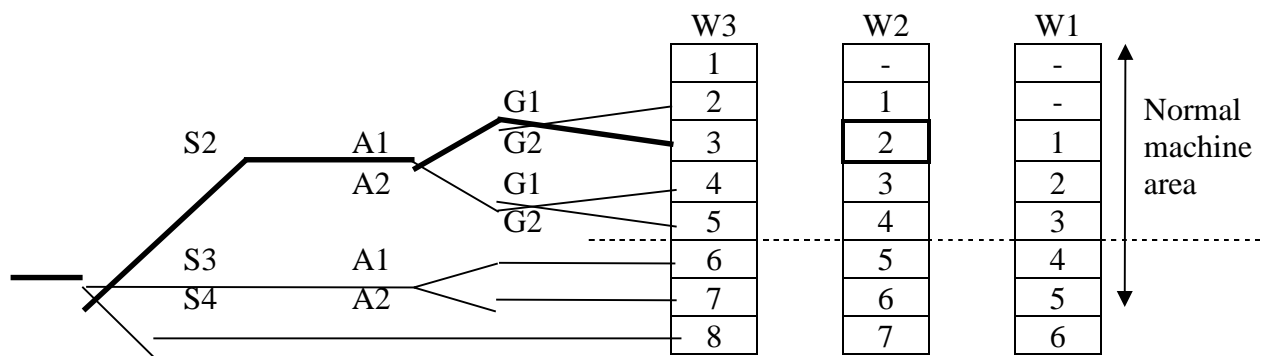 W3 W2 W1
1 - -
G1 2 1 -
S2 A1 G2 3 2 1 Normal
machine
area
A2 G1 4 3 2
G2 5 4 3
S3 A1 6 5 4
S4 A2 7 6 5
8 7 6